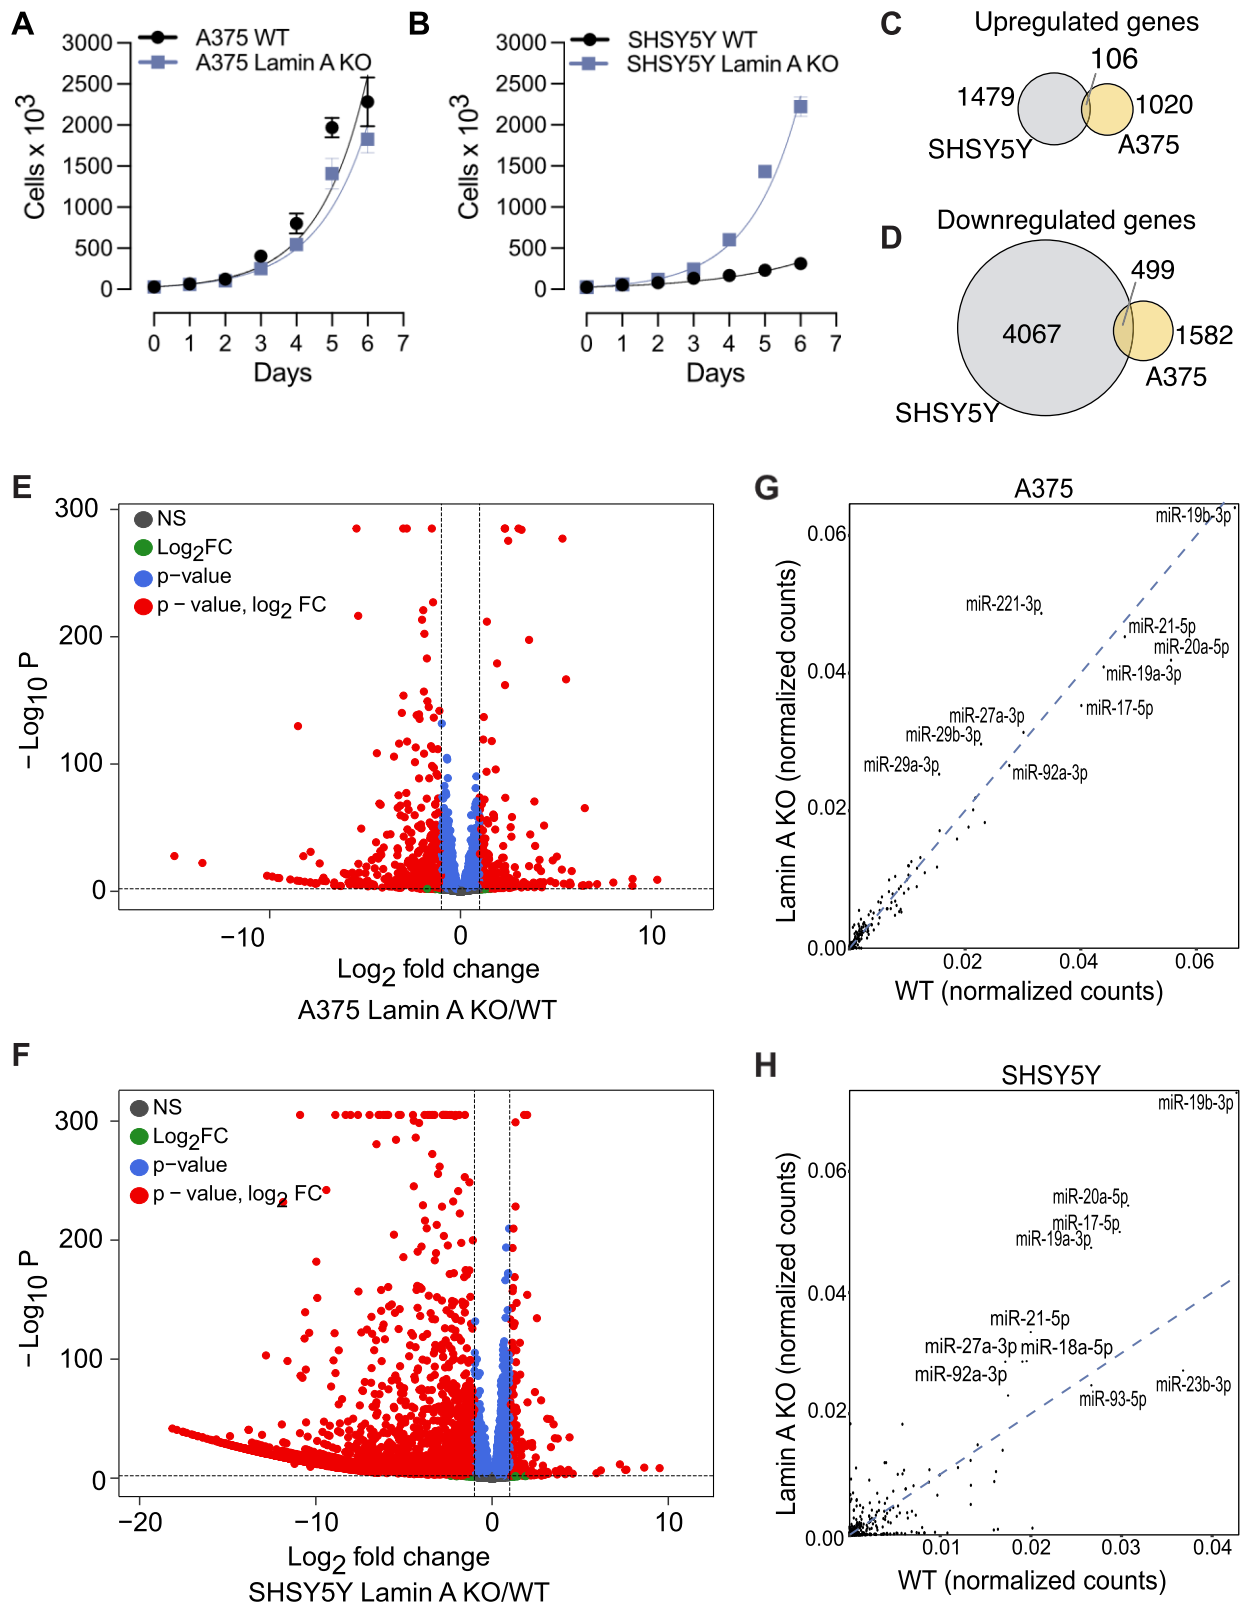 A
A375 WT
A375 Lamin A KO
3000
2500
2000
1500
1000
500
0
Cells x 10³
0 1 2 3 4 5 6 7
Days
B
SHSY5Y WT
SHSY5Y Lamin A KO
3000
2500
2000
1500
1000
500
0
Cells x 10³
0 1 2 3 4 5 6 7
Days
C
Upregulated genes
106
1479
1020
SHSY5Y
A375
D
Downregulated genes
499
4067
1582
A375
SHSY5Y
E
NS
Log₂FC
p−value
p − value, log₂ FC
300
200
100
0
−Log₁₀ P
−10 0 10
Log₂ fold change
A375 Lamin A KO/WT
F
NS
Log₂FC
p−value
p − value, log₂ FC
300
200
100
0
−Log₁₀ P
−20 −10 0 10
Log₂ fold change
SHSY5Y Lamin A KO/WT
G
A375
miR-19b-3p
miR-221-3p
miR-21-5p
miR-20a-5p
miR-19a-3p
miR-17-5p
miR-27a-3p
miR-29b-3p
miR-29a-3p
miR-92a-3p
0.06
0.04
0.02
0.00
Lamin A KO (normalized counts)
0.02 0.04 0.06
WT (normalized counts)
H
SHSY5Y
miR-19b-3p
miR-20a-5p
miR-17-5p
miR-19a-3p
miR-21-5p
miR-27a-3p
miR-18a-5p
miR-92a-3p
miR-23b-3p
miR-93-5p
0.06
0.04
0.02
0.00
Lamin A KO (normalized counts)
0.01 0.02 0.03 0.04
WT (normalized counts)